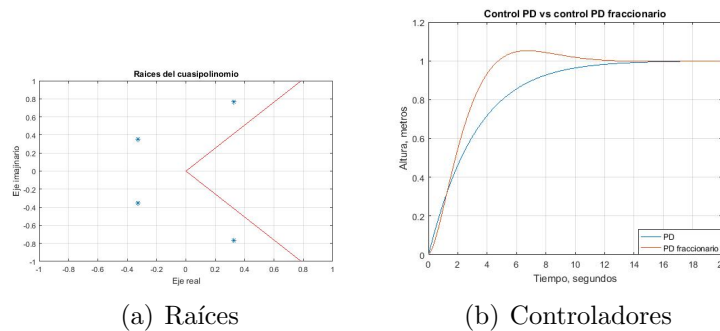 Raices del cuasipolinomio
Eje imajinario
1
0.8
0.6
0.4
0.2
0
-0.2
-0.4
-0.6
-0.8
-1
-1 -0.8 -0.6 -0.4 -0.2 0 0.2 0.4 0.6 0.8 1
Eje real
(a) Raíces
Control PD vs control PD fraccionario
Altura, metros
1.2
1
0.8
0.6
0.4
0.2
0
0 2 4 6 8 10 12 14 16 18
Tiempo, segundos
PD
PD fraccionario
(b) Controladores